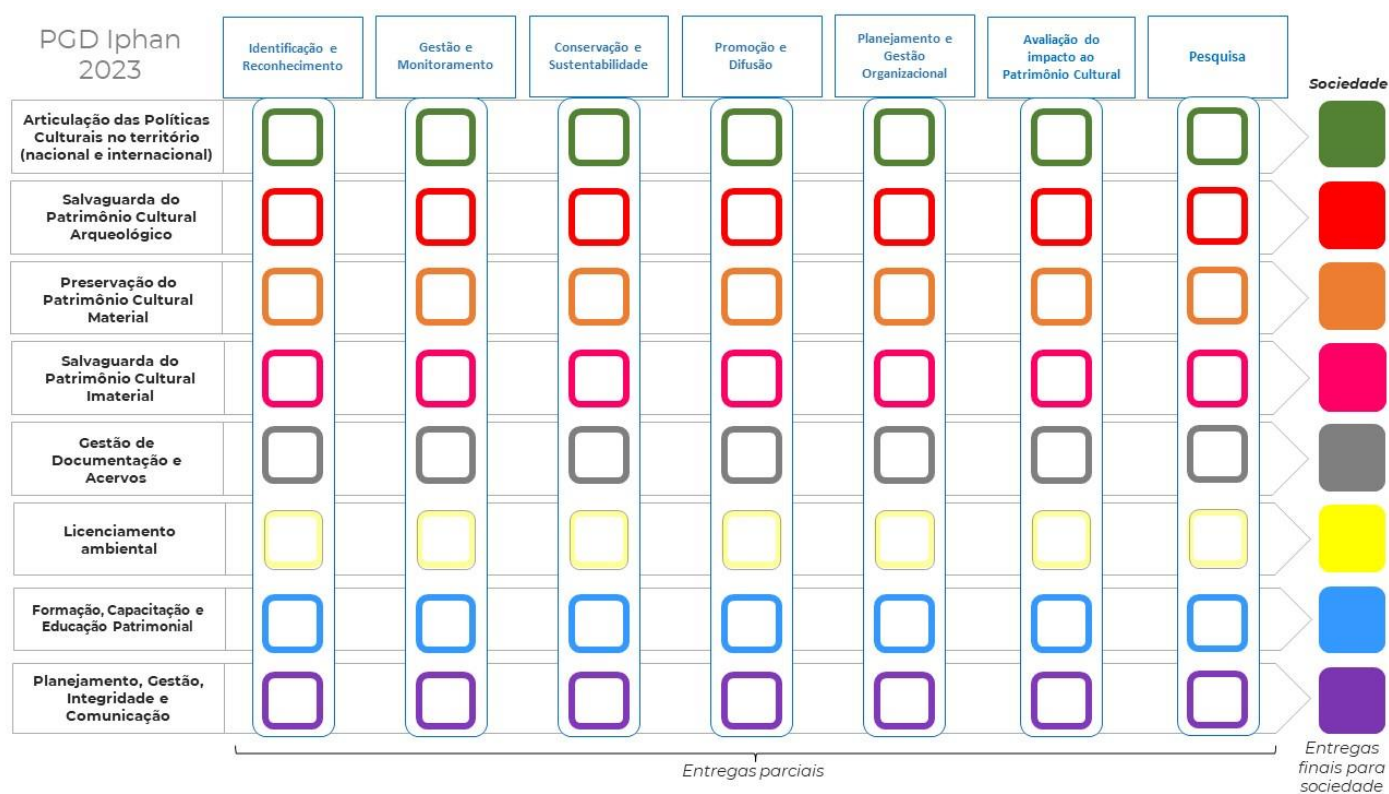 PGD Iphan
2023
Identificação e
Reconhecimento
Gestão e
Monitoramento
Conservação e
Sustentabilidade
Promoção e
Difusão
Planejamento e
Gestão
Organizacional
Avaliação do
impacto ao
Patrimônio Cultural
Pesquisa
Sociedade
Articulação das Políticas
Culturais no território
(nacional e internacional)
Salvaguarda do
Patrimônio Cultural
Arqueológico
Preservação do
Patrimônio Cultural
Material
Salvaguarda do
Patrimônio Cultural
Imaterial
Gestão de
Documentação e
Acervos
Licenciamento
ambiental
Formação, Capacitação e
Educação Patrimonial
Planejamento, Gestão,
Integridade e
Comunicação
Entregas parciais
Entregas
finais para
sociedade